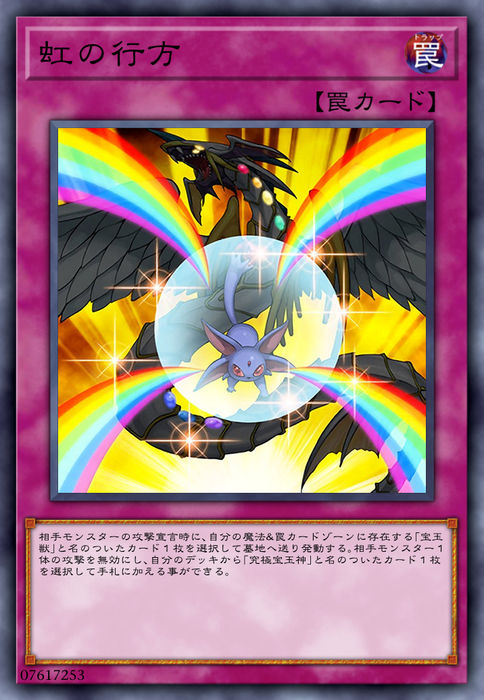 虹の行方
トラップ
罠
【罠カード】
相手モンスターの攻撃宣言時に、自分の魔法&罠カードゾーンに存在する「宝玉
獣」と名のついたカード１枚を選択して墓地へ送り発動する。相手モンスター１
体の攻撃を無効にし、自分のデッキから「究極宝玉神」と名のついたカード１枚
を選択して手札に加える事ができる。
07617253